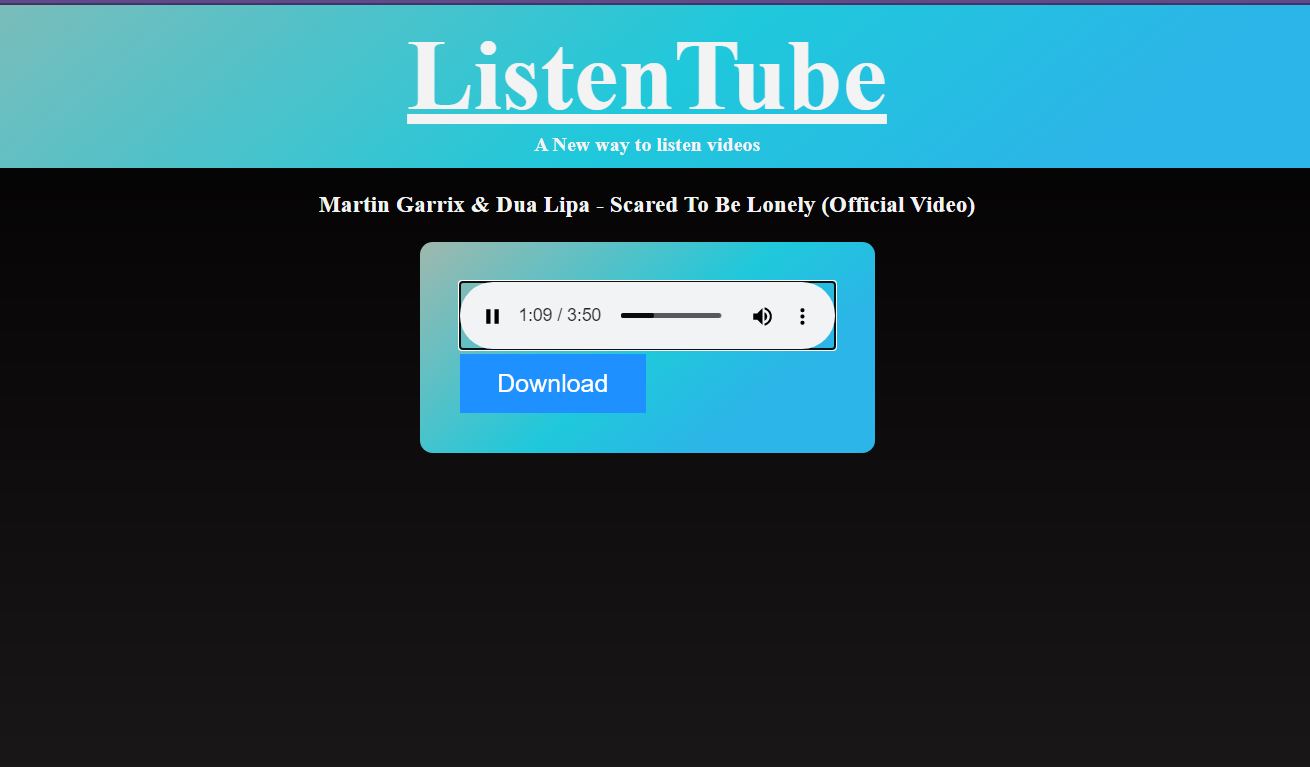 ListenTube
A New way to listen videos
Martin Garrix & Dua Lipa - Scared To Be Lonely (Official Video)
1:09 / 3:50
Download